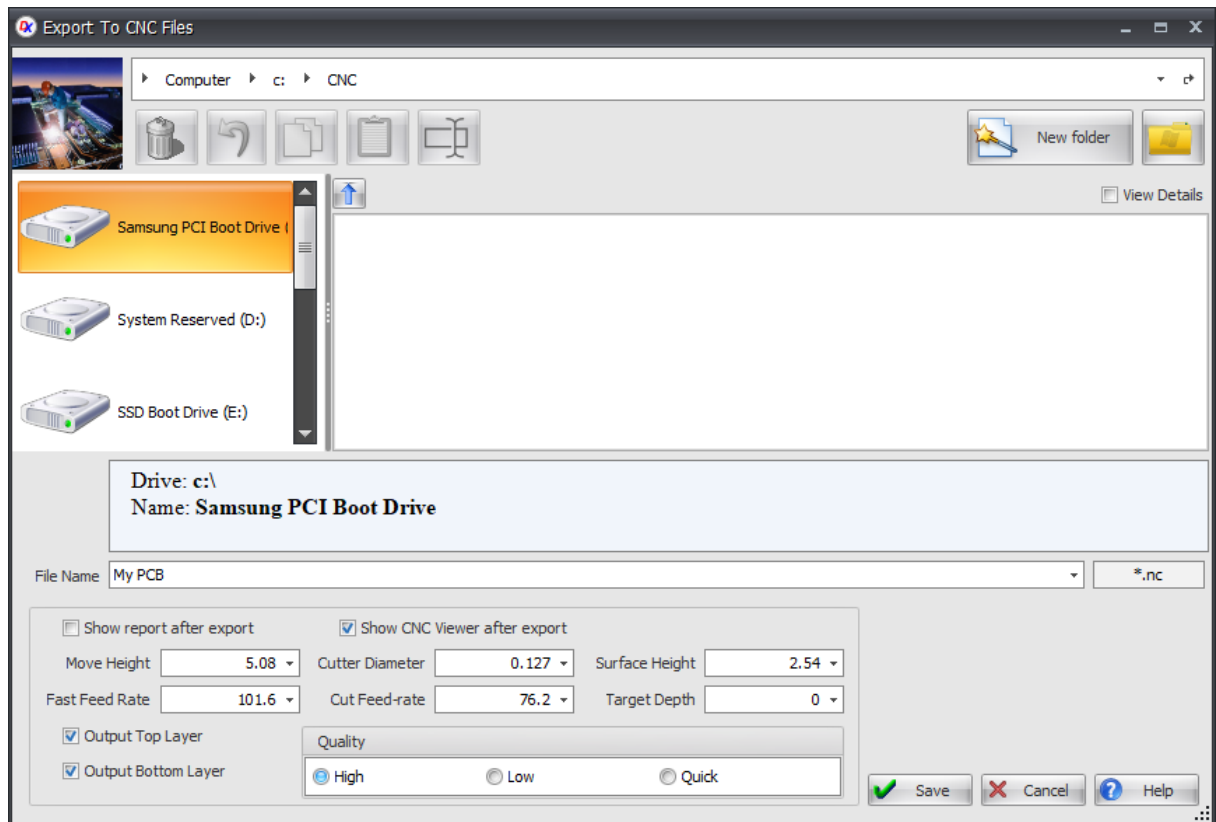 Export To CNC Files
Computer c: CNC
New folder
View Details
Samsung PCI Boot Drive (
System Reserved (D:)
SSD Boot Drive (E:)
Drive: c:\
Name: Samsung PCI Boot Drive
File Name My PCB *.nc
Show report after export Show CNC Viewer after export
Move Height 5.08 Cutter Diameter 0.127 Surface Height 2.54
Fast Feed Rate 101.6 Cut Feed-rate 76.2 Target Depth 0
Output Top Layer
Quality
Output Bottom Layer
High Low Quick
Save Cancel Help